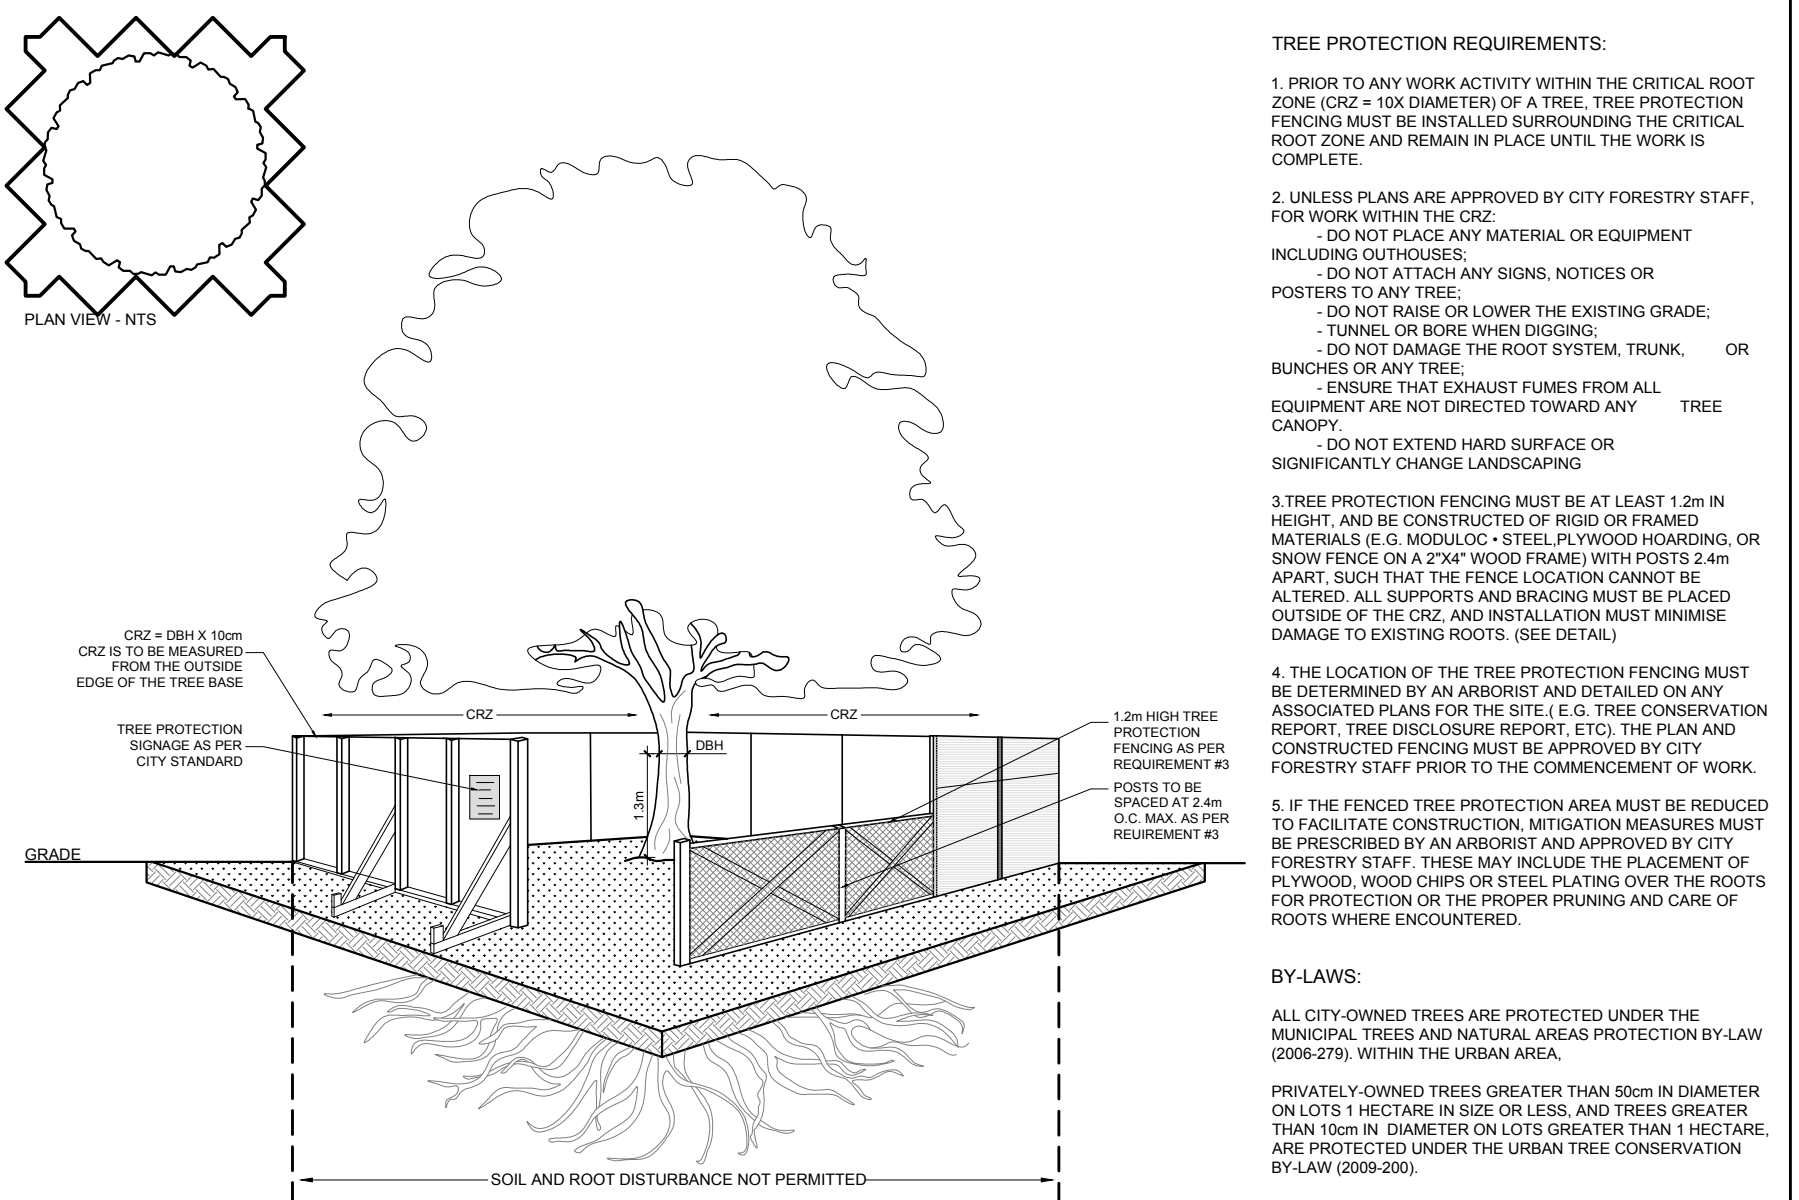 PLAN VIEW - NTS
CRZ = DBH X 10cm
CRZ IS TO BE MEASURED
FROM THE OUTSIDE
EDGE OF THE TREE BASE
TREE PROTECTION
SIGNAGE AS PER
CITY STANDARD
GRADE
CRZ
CRZ
DBH
1.3m
1.2m HIGH TREE
PROTECTION
FENCING AS PER
REQUIREMENT #3
POSTS TO BE
SPACED AT 2.4m
O.C. MAX. AS PER
REUIREMENT #3
SOIL AND ROOT DISTURBANCE NOT PERMITTED
TREE PROTECTION REQUIREMENTS:
1. PRIOR TO ANY WORK ACTIVITY WITHIN THE CRITICAL ROOT
ZONE (CRZ = 10X DIAMETER) OF A TREE, TREE PROTECTION
FENCING MUST BE INSTALLED SURROUNDING THE CRITICAL
ROOT ZONE AND REMAIN IN PLACE UNTIL THE WORK IS
COMPLETE.
2. UNLESS PLANS ARE APPROVED BY CITY FORESTRY STAFF,
FOR WORK WITHIN THE CRZ:
- DO NOT PLACE ANY MATERIAL OR EQUIPMENT
INCLUDING OUTHOUSES;
- DO NOT ATTACH ANY SIGNS, NOTICES OR
POSTERS TO ANY TREE;
- DO NOT RAISE OR LOWER THE EXISTING GRADE;
- TUNNEL OR BORE WHEN DIGGING;
- DO NOT DAMAGE THE ROOT SYSTEM, TRUNK, OR
BUNCHES OR ANY TREE;
- ENSURE THAT EXHAUST FUMES FROM ALL
EQUIPMENT ARE NOT DIRECTED TOWARD ANY TREE
CANOPY.
- DO NOT EXTEND HARD SURFACE OR
SIGNIFICANTLY CHANGE LANDSCAPING
3.TREE PROTECTION FENCING MUST BE AT LEAST 1.2m IN
HEIGHT, AND BE CONSTRUCTED OF RIGID OR FRAMED
MATERIALS (E.G. MODULOC • STEEL,PLYWOOD HOARDING, OR
SNOW FENCE ON A 2"X4" WOOD FRAME) WITH POSTS 2.4m
APART, SUCH THAT THE FENCE LOCATION CANNOT BE
ALTERED. ALL SUPPORTS AND BRACING MUST BE PLACED
OUTSIDE OF THE CRZ, AND INSTALLATION MUST MINIMISE
DAMAGE TO EXISTING ROOTS. (SEE DETAIL)
4. THE LOCATION OF THE TREE PROTECTION FENCING MUST
BE DETERMINED BY AN ARBORIST AND DETAILED ON ANY
ASSOCIATED PLANS FOR THE SITE.( E.G. TREE CONSERVATION
REPORT, TREE DISCLOSURE REPORT, ETC). THE PLAN AND
CONSTRUCTED FENCING MUST BE APPROVED BY CITY
FORESTRY STAFF PRIOR TO THE COMMENCEMENT OF WORK.
5. IF THE FENCED TREE PROTECTION AREA MUST BE REDUCED
TO FACILITATE CONSTRUCTION, MITIGATION MEASURES MUST
BE PRESCRIBED BY AN ARBORIST AND APPROVED BY CITY
FORESTRY STAFF. THESE MAY INCLUDE THE PLACEMENT OF
PLYWOOD, WOOD CHIPS OR STEEL PLATING OVER THE ROOTS
FOR PROTECTION OR THE PROPER PRUNING AND CARE OF
ROOTS WHERE ENCOUNTERED.
BY-LAWS:
ALL CITY-OWNED TREES ARE PROTECTED UNDER THE
MUNICIPAL TREES AND NATURAL AREAS PROTECTION BY-LAW
(2006-279). WITHIN THE URBAN AREA,
PRIVATELY-OWNED TREES GREATER THAN 50cm IN DIAMETER
ON LOTS 1 HECTARE IN SIZE OR LESS, AND TREES GREATER
THAN 10cm IN DIAMETER ON LOTS GREATER THAN 1 HECTARE,
ARE PROTECTED UNDER THE URBAN TREE CONSERVATION
BY-LAW (2009-200).